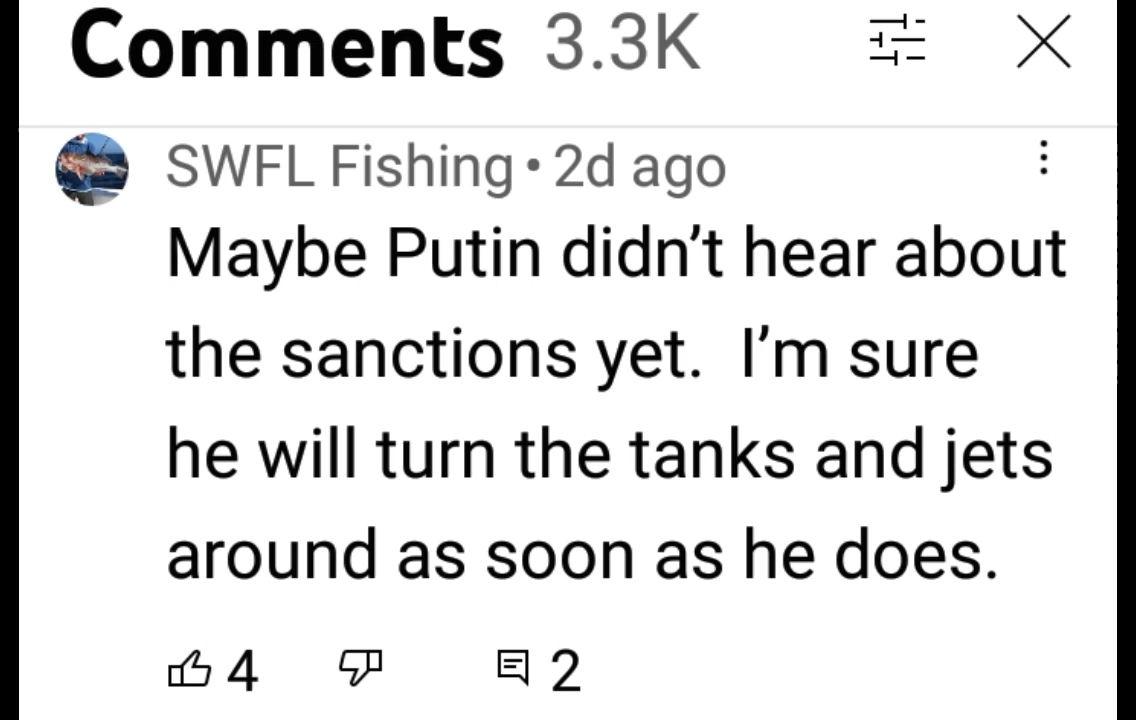 Comments 3.3K
SWFL Fishing • 2d ago
Maybe Putin didn’t hear about
the sanctions yet.  I’m sure
he will turn the tanks and jets
around as soon as he does.
4 2